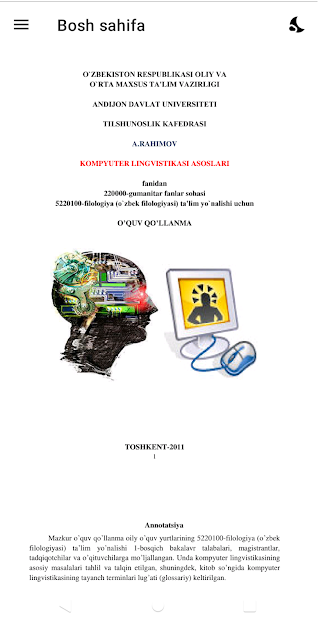 Bosh sahifa
O`ZBEKISTON RESPUBLIKASI OLIY VA
O`RTA MAXSUS TA'LIM VAZIRLIGI
ANDIJON DAVLAT UNIVERSITETI
TILSHUNOSLIK KAFEDRASI
A.RAHIMOV
KOMPYUTER LINGVISTIKASI ASOSLARI
fanidan
220000-gumanitar fanlar sohasi
5220100-filologiya (o`zbek filologiyasi) ta'lim yo`nalishi uchun
O'QUV QO'LLANMA
TOSHKENT-2011
1
Annotatsiya
Mazkur o'quv qo'llanma oliy o'quv yurtlarining 5220100-filologiya (o'zbek
filologiyasi) ta'lim yo'nalishi 1-bosqich bakalavr talabalari, magistrantlar,
tadqiqotchilar va o'qituvchilarga mo'ljallangan. Unda kompyuter lingvistikasining
asosiy masalalari tahlil va talqin etilgan, shuningdek, kitob so'ngida kompyuter
lingvistikasining tayanch terminlari lug`ati (glossariy) keltirilgan.